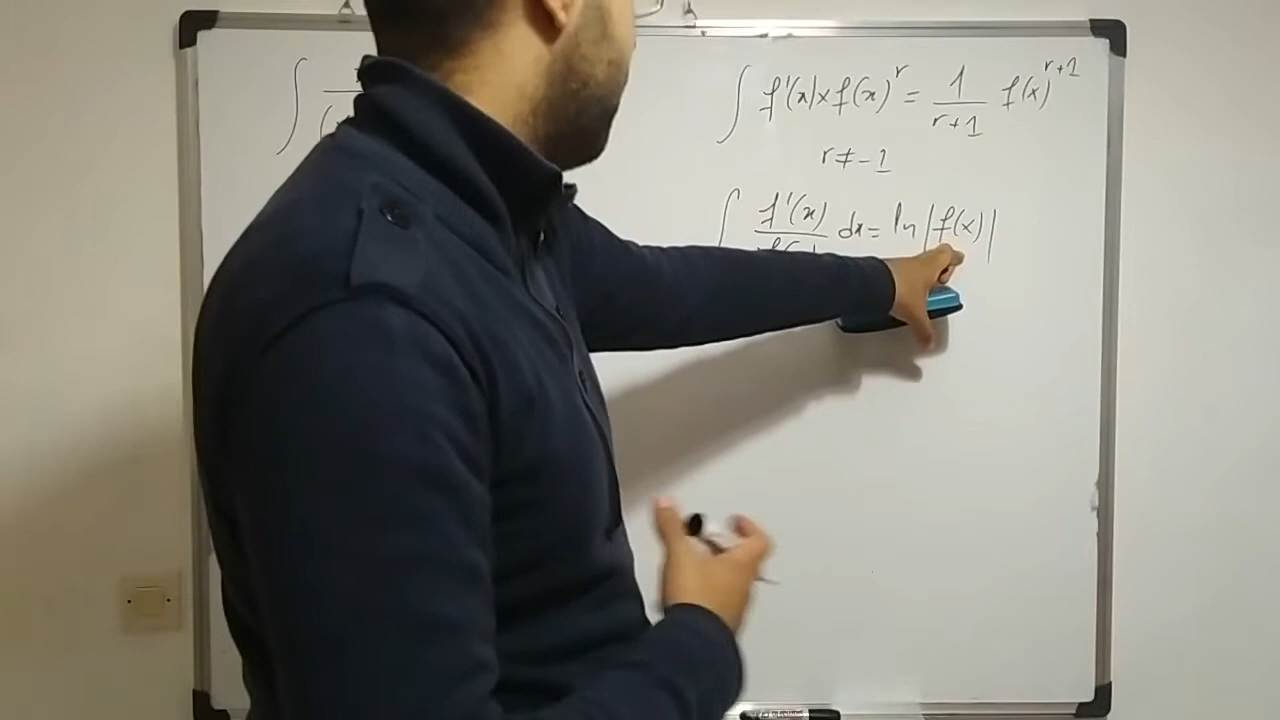 ∫ f'(x) × f(x)^r = 1/(r+1) f(x)^(r+1)
r ≠ -1
∫ f'(x)/f( dx = ln |f(x)|